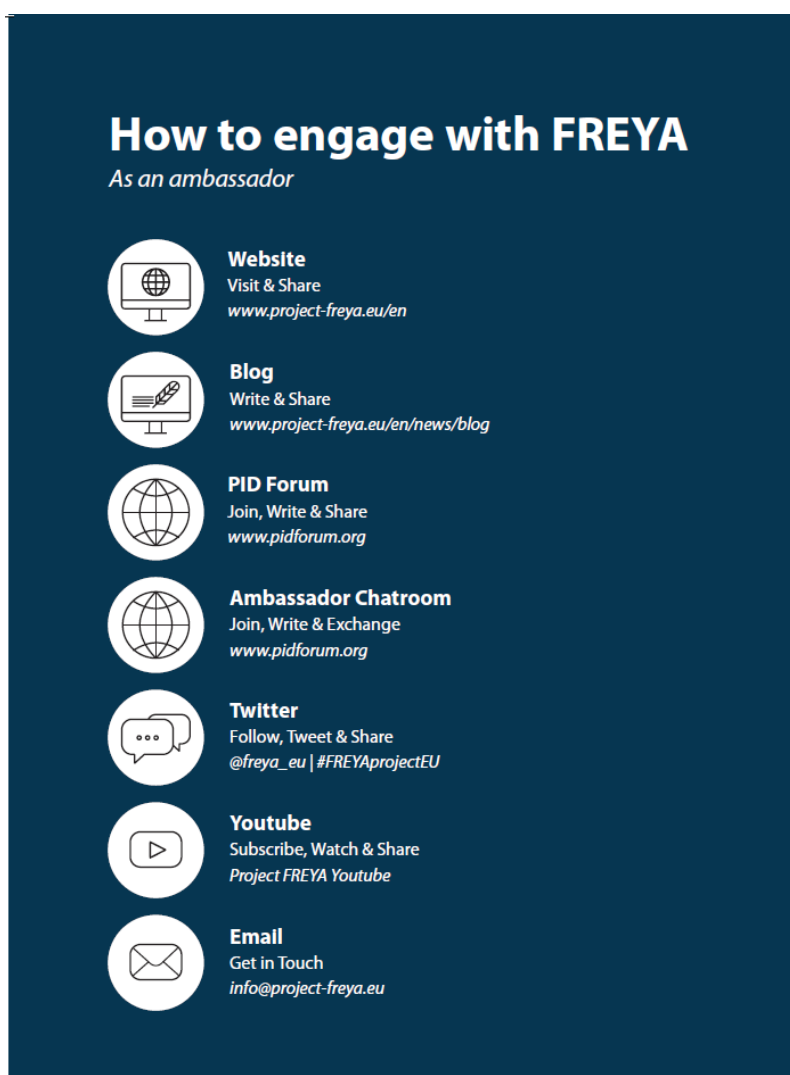 How to engage with FREYA
As an ambassador
Website
Visit & Share
www.project-freya.eu/en
Blog
Write & Share
www.project-freya.eu/en/news/blog
PID Forum
Join, Write & Share
www.pidforum.org
Ambassador Chatroom
Join, Write & Exchange
www.pidforum.org
Twitter
Follow, Tweet & Share
@freya_eu | #FREYAprojectEU
Youtube
Subscribe, Watch & Share
Project FREYA Youtube
Email
Get in Touch
info@project-freya.eu